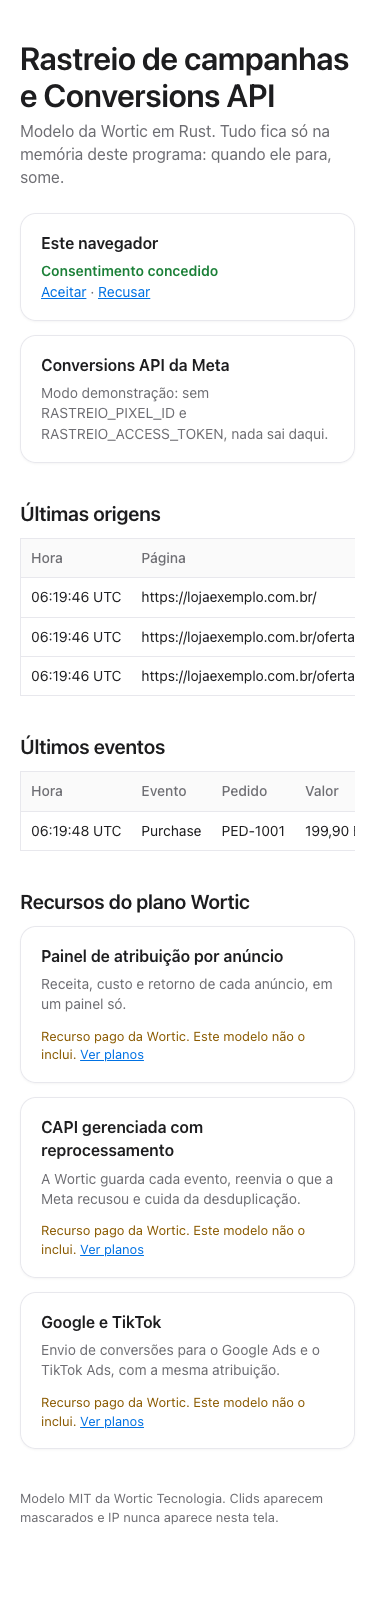 Rastreio de campanhas
e Conversions API
Modelo da Wortic em Rust. Tudo fica só na
memória deste programa: quando ele para,
some.
Este navegador
Consentimento concedido
Aceitar · Recusar
Conversions API da Meta
Modo demonstração: sem
RASTREIO_PIXEL_ID e
RASTREIO_ACCESS_TOKEN, nada sai daqui.
Últimas origens
Hora Página
06:19:46 UTC https://lojaexemplo.com.br/
06:19:46 UTC https://lojaexemplo.com.br/oferta
06:19:46 UTC https://lojaexemplo.com.br/oferta
Últimos eventos
Hora Evento Pedido Valor
06:19:48 UTC Purchase PED-1001 199,90
Recursos do plano Wortic
Painel de atribuição por anúncio
Receita, custo e retorno de cada anúncio, em
um painel só.
Recurso pago da Wortic. Este modelo não o
inclui. Ver planos
CAPI gerenciada com
reprocessamento
A Wortic guarda cada evento, reenvia o que a
Meta recusou e cuida da desduplicação.
Recurso pago da Wortic. Este modelo não o
inclui. Ver planos
Google e TikTok
Envio de conversões para o Google Ads e o
TikTok Ads, com a mesma atribuição.
Recurso pago da Wortic. Este modelo não o
inclui. Ver planos
Modelo MIT da Wortic Tecnologia. Clids aparecem
mascarados e IP nunca aparece nesta tela.